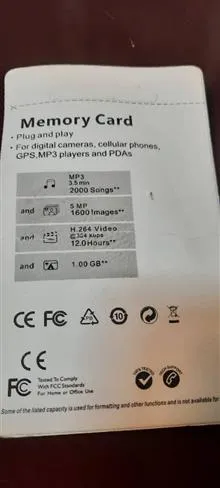 Memory Card
• Plug and play
• For digital cameras, cellular phones,
GPS,MP3 players and PDAs
MP3
3.5 min
2000 Songs**
and
5 MP
1600 Images**
and
H.264 Video
@384 Kbps
12.0Hours**
and
1.00 GB**
CE FC
10
CE
FC Tested To Comply
With FCC Standards
For Home or Office Use
Some of the listed capacity is used for formatting and other functions and is not available for